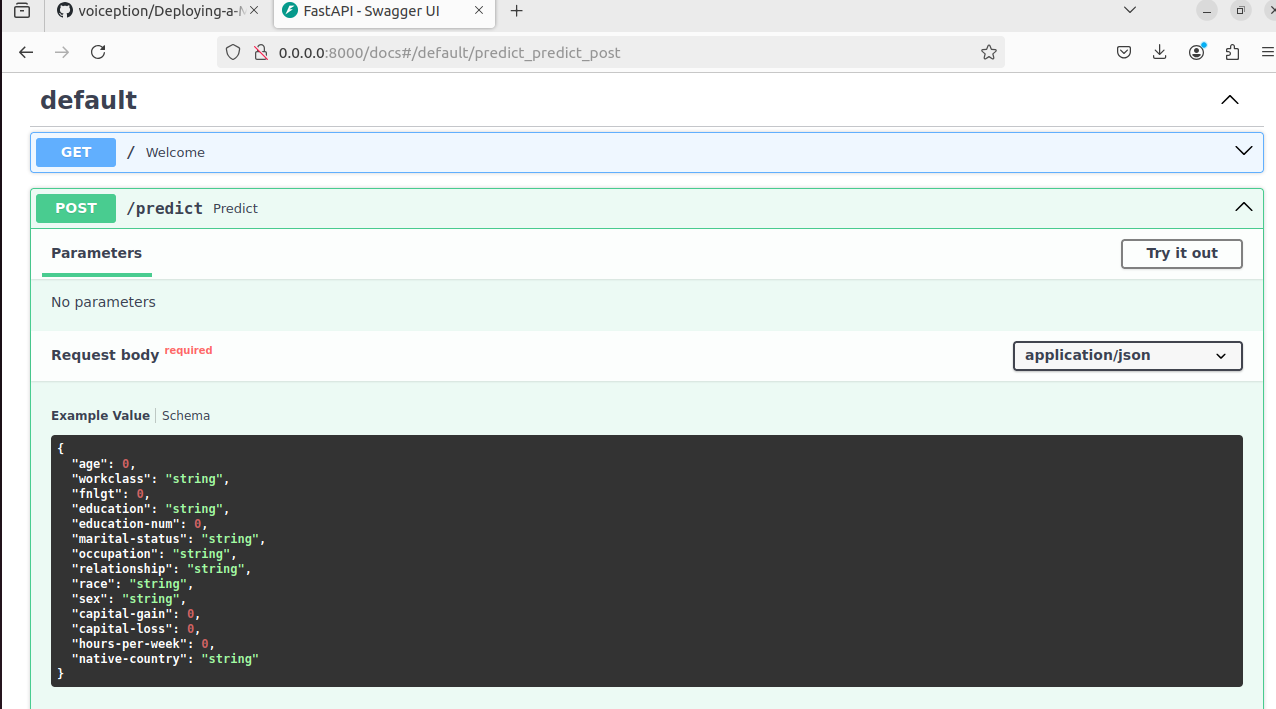 voiception/Deploying-a-M
FastAPI - Swagger UI
0.0.0.0:8000/docs#/default/predict_predict_post
default
GET / Welcome
POST /predict Predict
Parameters
Try it out
No parameters
Request body required
application/json
Example Value Schema
{
"age": 0,
"workclass": "string",
"fnlgt": 0,
"education": "string",
"education-num": 0,
"marital-status": "string",
"occupation": "string",
"relationship": "string",
"race": "string",
"sex": "string",
"capital-gain": 0,
"capital-loss": 0,
"hours-per-week": 0,
"native-country": "string"
}